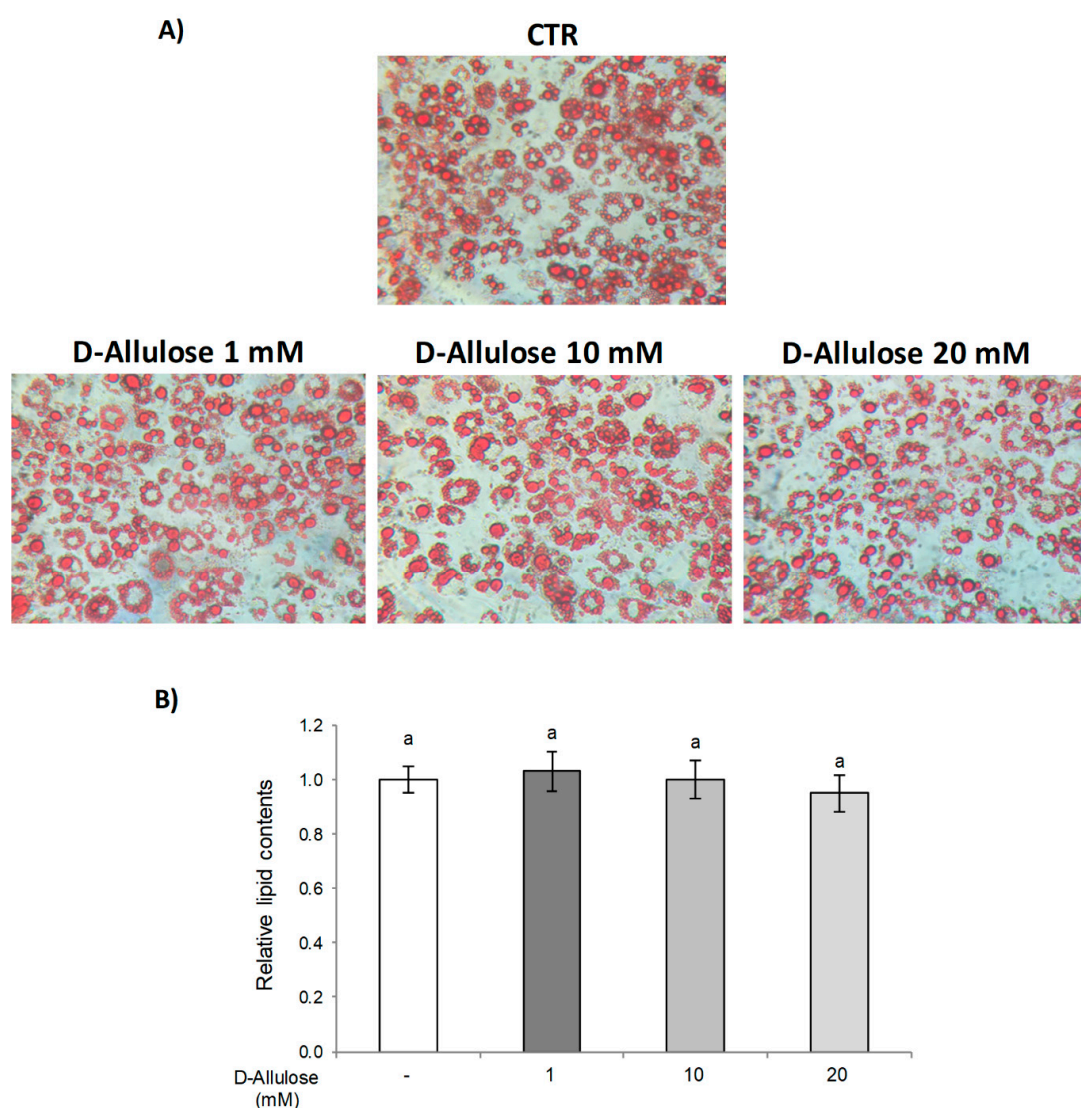 A)
CTR
D-Allulose 1 mM
D-Allulose 10 mM
D-Allulose 20 mM
B)
1.2
1.0
0.8
0.6
0.4
0.2
0.0
Relative lipid contents
a
a
a
a
D-Allulose
(mM)
-
1
10
20